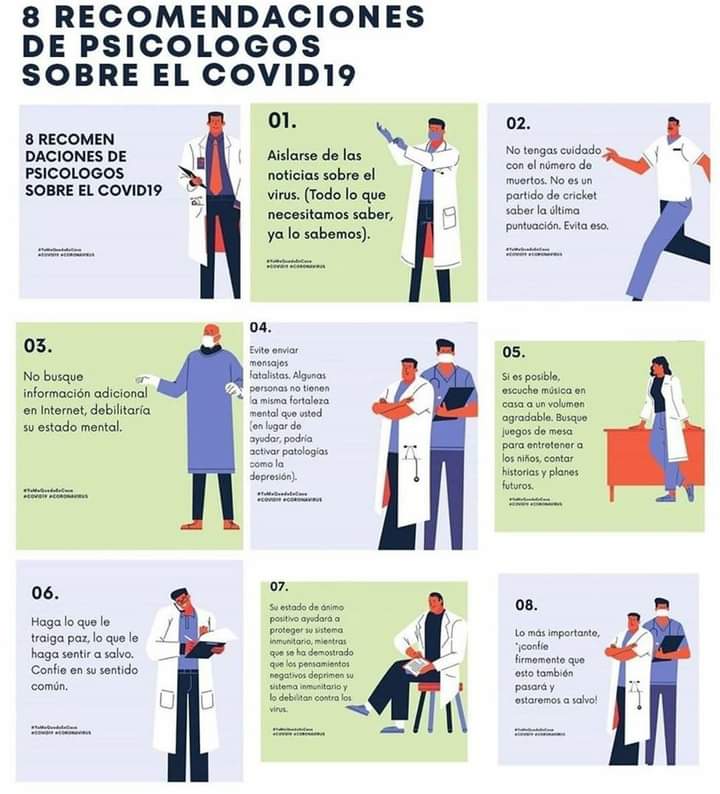 8 RECOMENDACIONES
DE PSICOLOGOS
SOBRE EL COVID19
8 RECOMEN
DACIONES DE
PSICOLOGOS
SOBRE EL COVID19
#YoMeQuedoEnCasa
#COVID19 #CORONAVIRUS
01.
Aislarse de las
noticias sobre el
virus. (Todo lo que
necesitamos saber,
ya lo sabemos).
#YoMeQuedoEnCasa
#COVID19 #CORONAVIRUS
02.
No tengas cuidado
con el número de
muertos. No es un
partido de cricket
saber la última
puntuación. Evita eso.
#YoMeQuedoEnCasa
#COVID19 #CORONAVIRUS
03.
No busque
información adicional
en Internet, debilitaría
su estado mental.
#YoMeQuedoEnCasa
#COVID19 #CORONAVIRUS
04.
Evite enviar
mensajes
fatalistas. Algunas
personas no tienen
la misma fortaleza
mental que usted
(en lugar de
ayudar, podría
activar patologías
como la
depresión).
#YoMeQuedoEnCasa
#COVID19 #CORONAVIRUS
05.
Si es posible,
escuche música en
casa a un volumen
agradable. Busque
juegos de mesa
para entretener a
los niños, contar
historias y planes
futuros.
#YoMeQuedoEnCasa
#COVID19 #CORONAVIRUS
06.
Haga lo que le
traiga paz, lo que le
haga sentir a salvo.
Confíe en su sentido
común.
#YoMeQuedoEnCasa
#COVID19 #CORONAVIRUS
07.
Su estado de ánimo
positivo ayudará a
proteger su sistema
inmunitario, mientras
que se ha demostrado
que los pensamientos
negativos deprimen su
sistema inmunitario y
lo debilitan contra los
virus.
#YoMeQuedoEnCasa
#COVID19 #CORONAVIRUS
08.
Lo más importante,
"¡confíe
firmemente que
esto también
pasará y
estaremos a salvo!
#YoMeQuedoEnCasa
#COVID19 #CORONAVIRUS